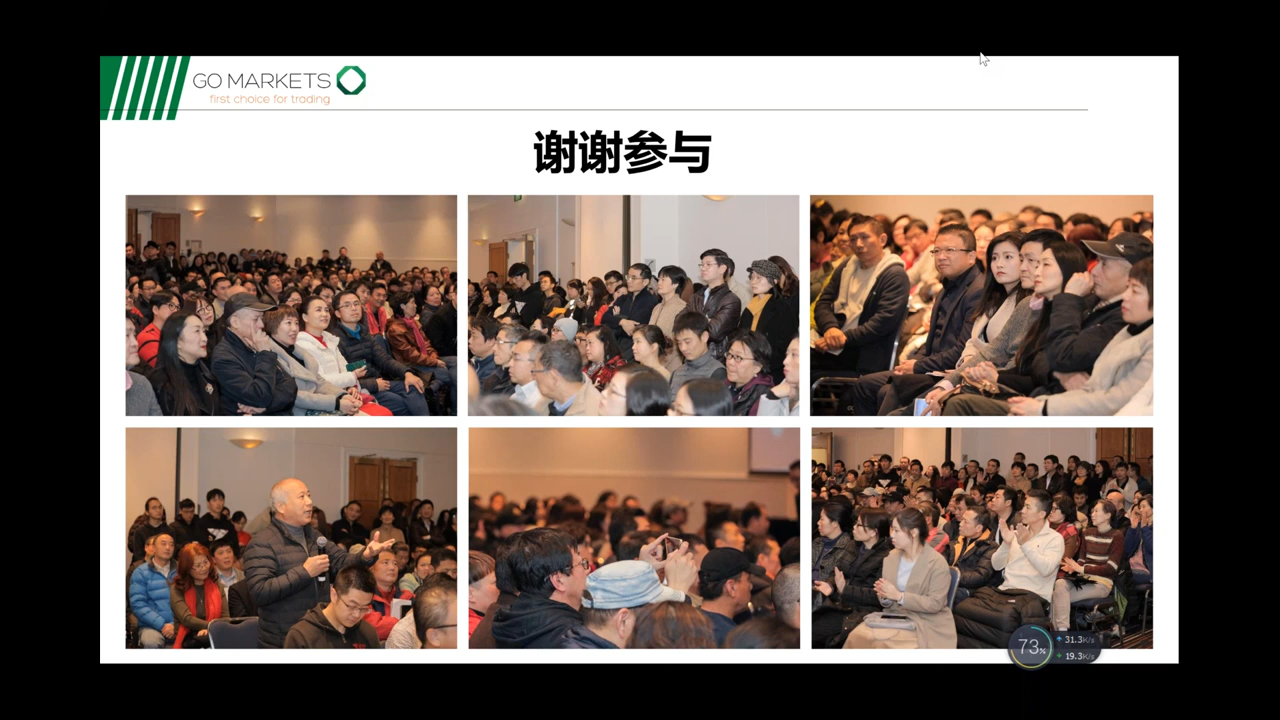 GO MARKETS
first choice for trading
谢谢参与
73%
31.3K/s
19.3K/s